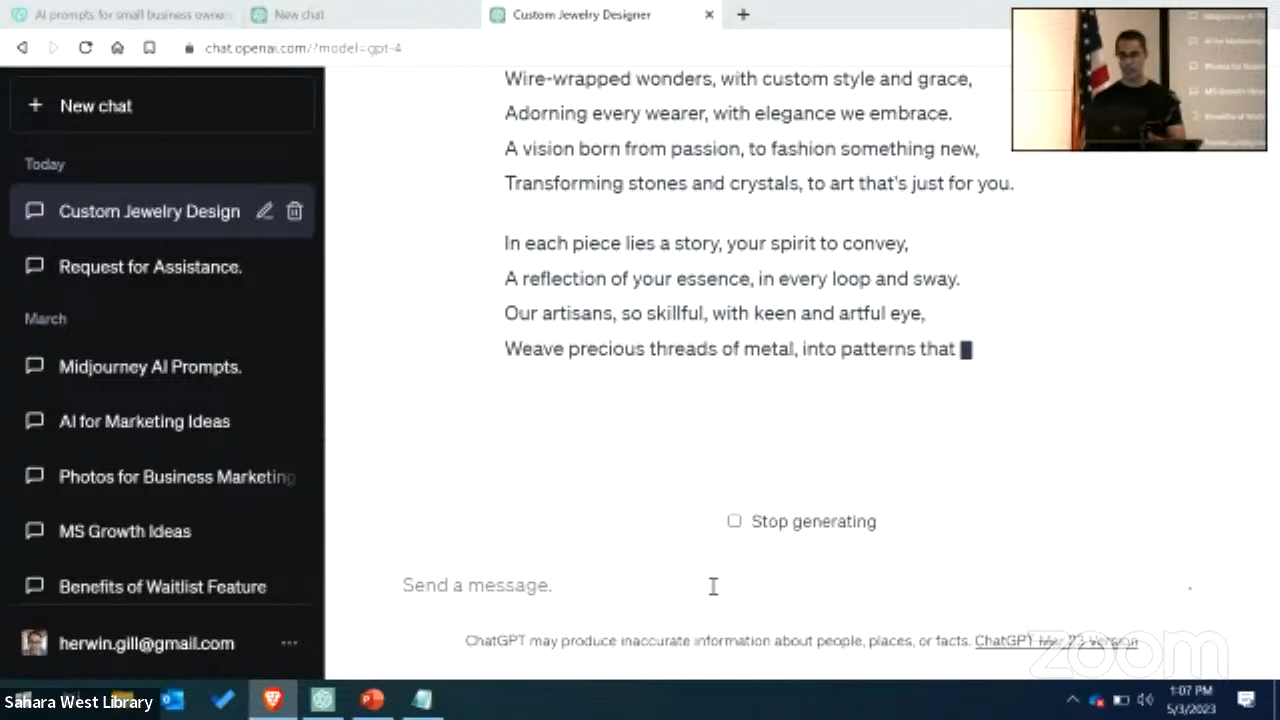 AI prompts for small business owne
New chat
Custom Jewelry Designer
chat.openai.com/?model=gpt-4
New chat
Today
Custom Jewelry Design
Request for Assistance.
March
Midjourney AI Prompts.
AI for Marketing Ideas
Photos for Business Marketing
MS Growth Ideas
Benefits of Waitlist Feature
herwin.gill@gmail.com
Wire-wrapped wonders, with custom style and grace,
Adorning every wearer, with elegance we embrace.
A vision born from passion, to fashion something new,
Transforming stones and crystals, to art that's just for you.
In each piece lies a story, your spirit to convey,
A reflection of your essence, in every loop and sway.
Our artisans, so skillful, with keen and artful eye,
Weave precious threads of metal, into patterns that
Stop generating
Send a message.
ChatGPT may produce inaccurate information about people, places, or facts. ChatGPT Mar 23 Version
zoom
Sahara West Library
1:07 PM
5/3/2023